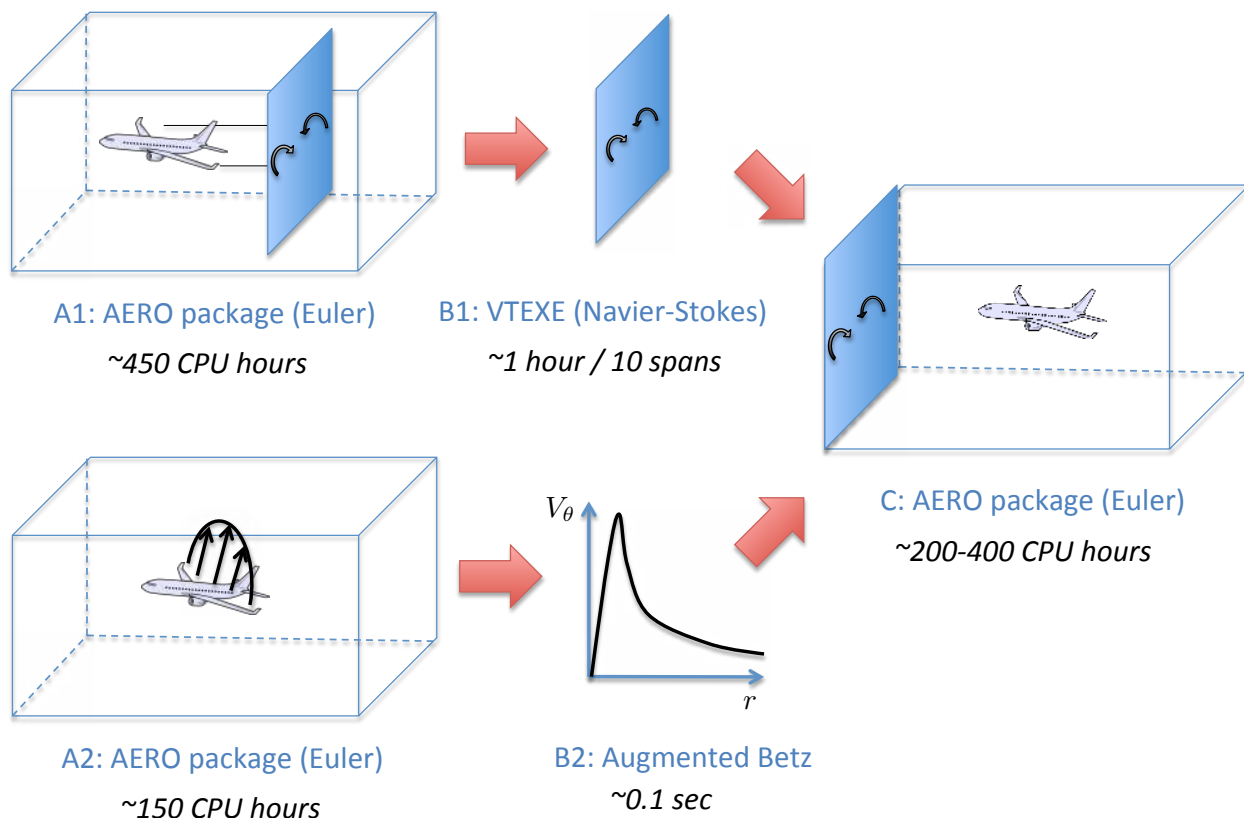 A1: AERO package (Euler)
~450 CPU hours
B1: VTEXE (Navier-Stokes)
~1 hour / 10 spans
C: AERO package (Euler)
~200-400 CPU hours
A2: AERO package (Euler)
~150 CPU hours
V_θ
r
B2: Augmented Betz
~0.1 sec